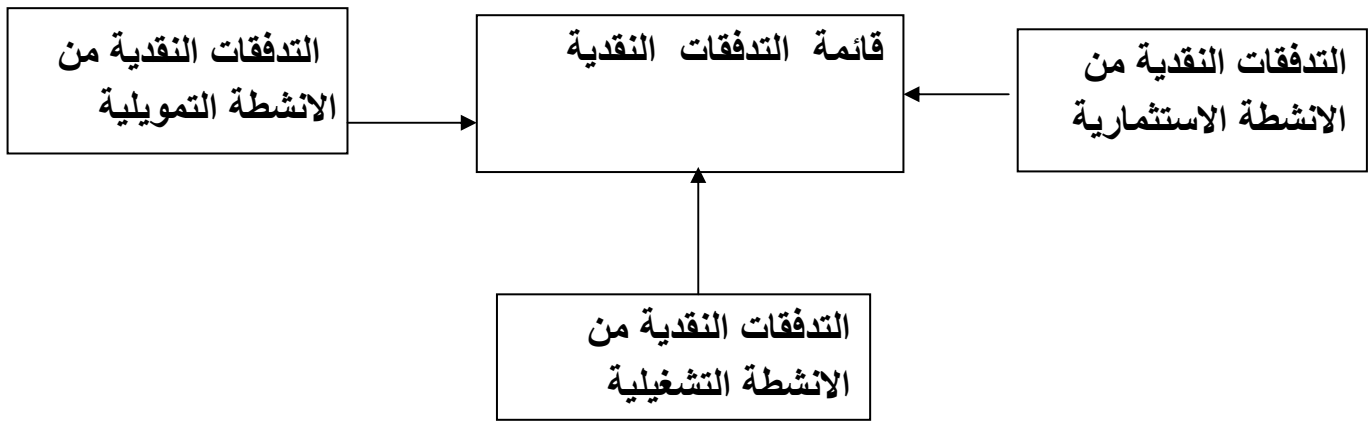 قائمة التدفقات النقدية
التدفقات النقدية من
الانشطة الاستثمارية
التدفقات النقدية من
الانشطة التمويلية
التدفقات النقدية من
الانشطة التشغيلية